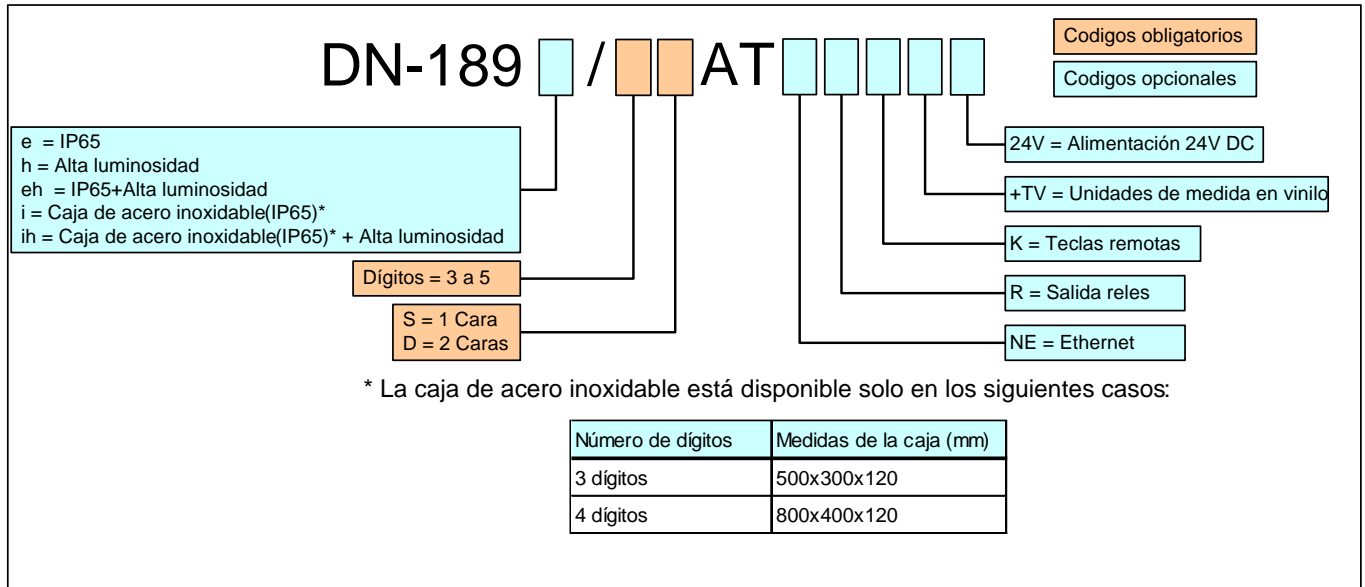 DN-189 / AT
Codigos obligatorios
Codigos opcionales
e = IP65
h = Alta luminosidad
eh = IP65+Alta luminosidad
i = Caja de acero inoxidable(IP65)*
ih = Caja de acero inoxidable(IP65)* + Alta luminosidad
Dígitos = 3 a 5
S = 1 Cara
D = 2 Caras
24V = Alimentación 24V DC
+TV = Unidades de medida en vinilo
K = Teclas remotas
R = Salida reles
NE = Ethernet
* La caja de acero inoxidable está disponible solo en los siguientes casos:
Número de dígitos Medidas de la caja (mm)
3 dígitos 500x300x120
4 dígitos 800x400x120